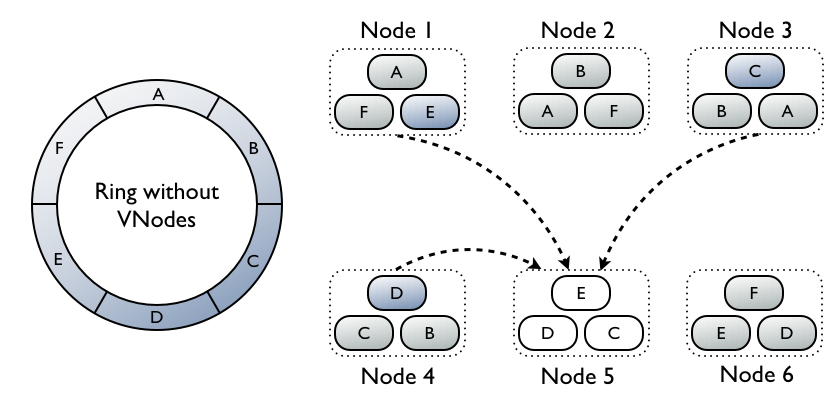 A
F
B
Ring without
VNodes
E
C
D
Node 1
A
F
E
Node 2
B
A
F
Node 3
C
B
A
D
C
B
Node 4
E
D
C
Node 5
F
E
D
Node 6